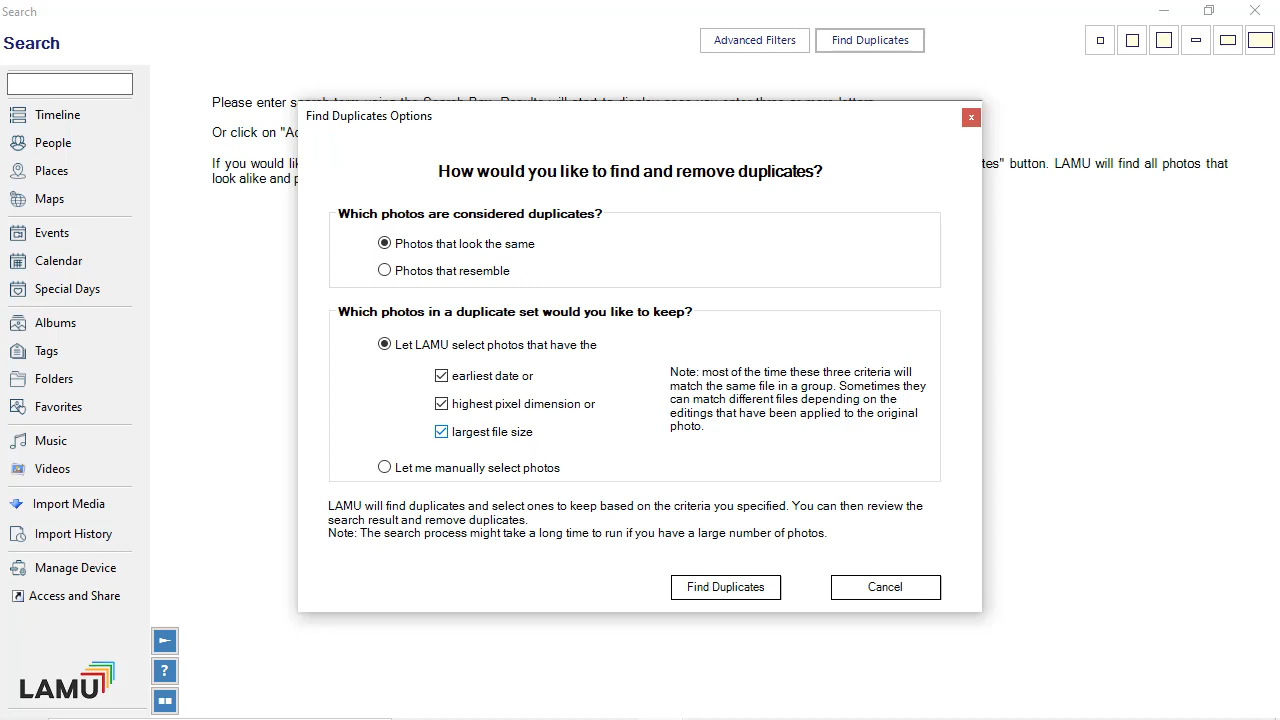 Search
Search
Advanced Filters
Find Duplicates
Timeline
People
Places
Maps
Events
Calendar
Special Days
Albums
Tags
Folders
Favorites
Music
Videos
Import Media
Import History
Manage Device
Access and Share
LAMU
?
Please enter
Or click on "Ad
If you would lik
tes" button. LAMU will find all photos that
look alike and p
Find Duplicates Options
x
How would you like to find and remove duplicates?
Which photos are considered duplicates?
Photos that look the same
Photos that resemble
Which photos in a duplicate set would you like to keep?
Let LAMU select photos that have the
earliest date or
highest pixel dimension or
largest file size
Note: most of the time these three criteria will
match the same file in a group. Sometimes they
can match different files depending on the
editings that have been applied to the original
photo.
Let me manually select photos
LAMU will find duplicates and select ones to keep based on the criteria you specified. You can then review the
search result and remove duplicates.
Note: The search process might take a long time to run if you have a large number of photos.
Find Duplicates
Cancel